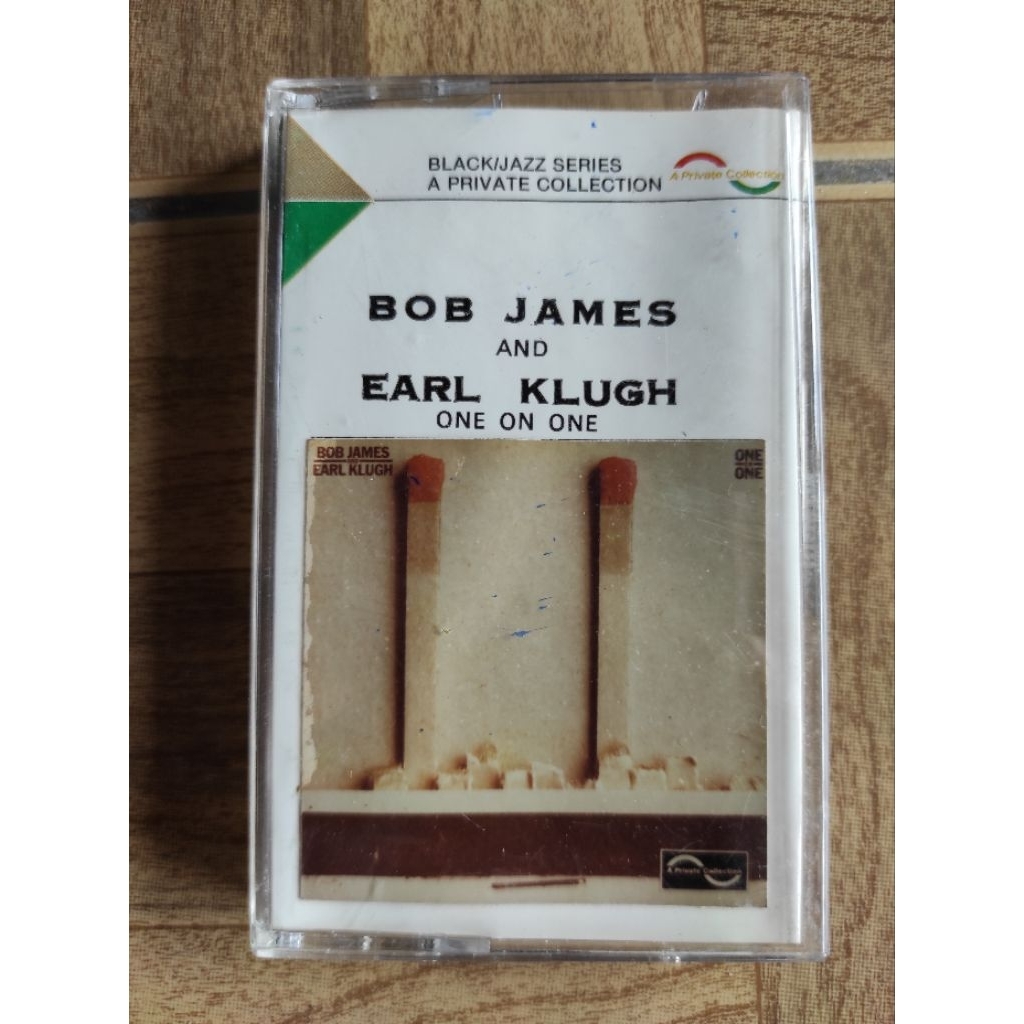 BLACK/JAZZ SERIES
A PRIVATE COLLECTION
A Private Collection
BOB JAMES
AND
EARL KLUGH
ONE ON ONE
BOB JAMES
EARL KLUGH
ONE
ONE
A Private Collection